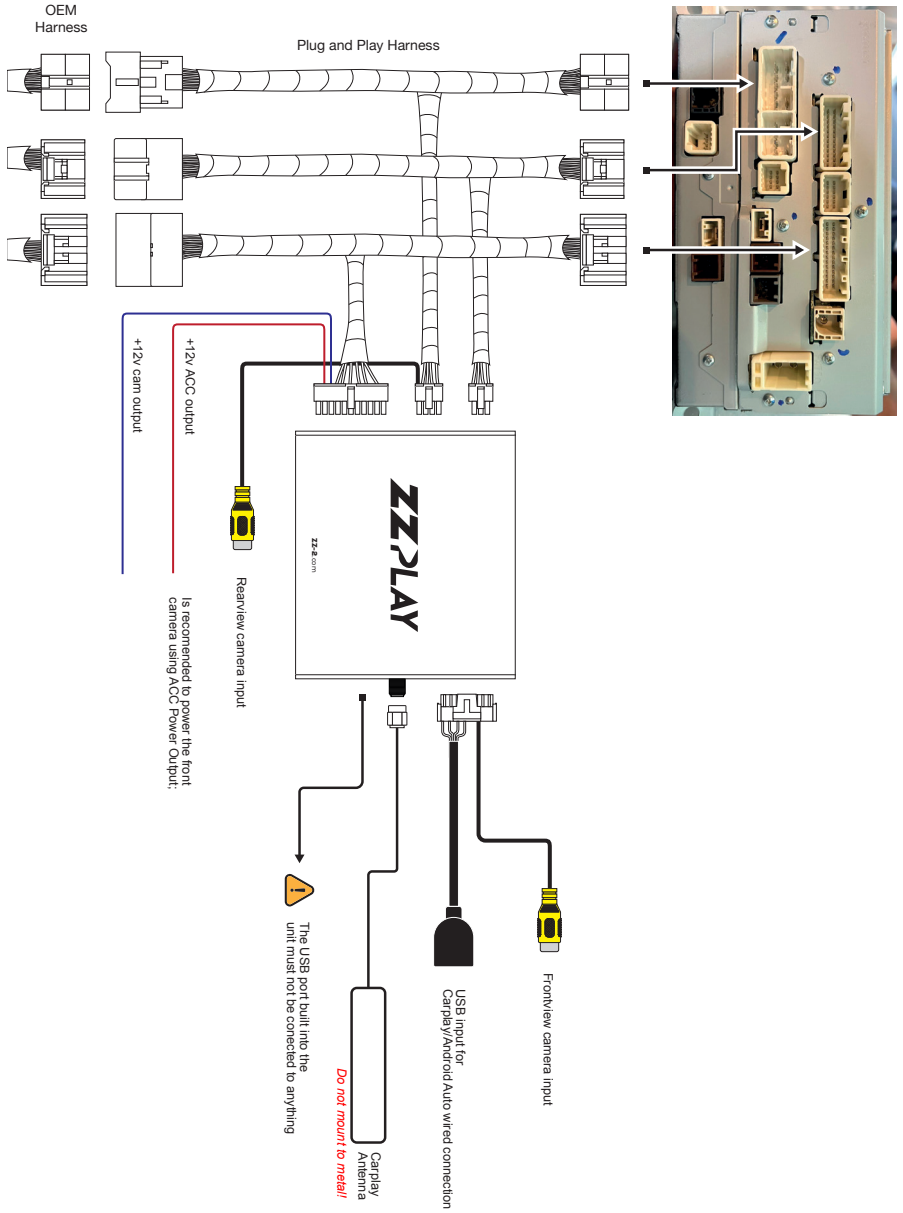 OEM
Harness
Plug and Play Harness
+12v cam output
+12v ACC output
Is recomended to power the front
camera using ACC Power Output;
Rearview camera input
ZZPLAY
ZZ-2.com
The USB port built into the
unit must not be conected to anything
Carplay
Antenna
Do not mount to metal!
USB input for
Carplay/Android Auto wired connection
Frontview camera input